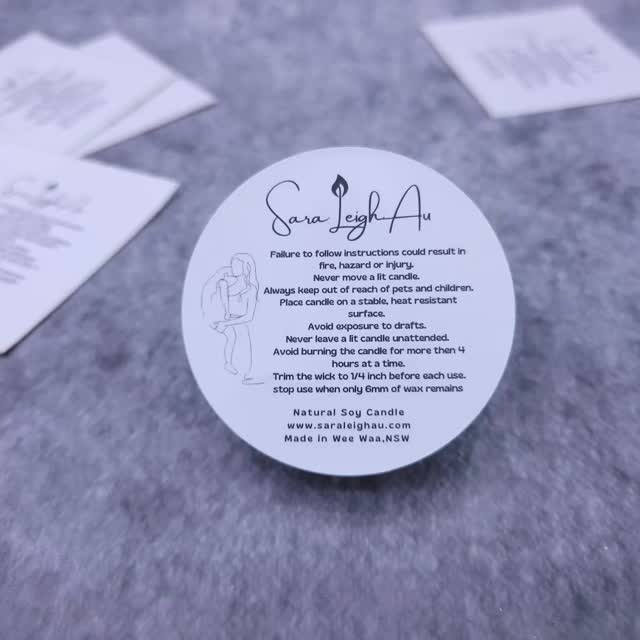 Sara Leigh Au
Failure to follow instructions could result in
fire, hazard or injury.
Never move a lit candle.
Always keep out of reach of pets and children.
Place candle on a stable, heat resistant
surface.
Avoid exposure to drafts.
Never leave a lit candle unattended.
Avoid burning the candle for more then 4
hours at a time.
Trim the wick to 1/4 inch before each use.
stop use when only 6mm of wax remains
Natural Soy Candle
www.saraleighau.com
Made in Wee Waa,NSW